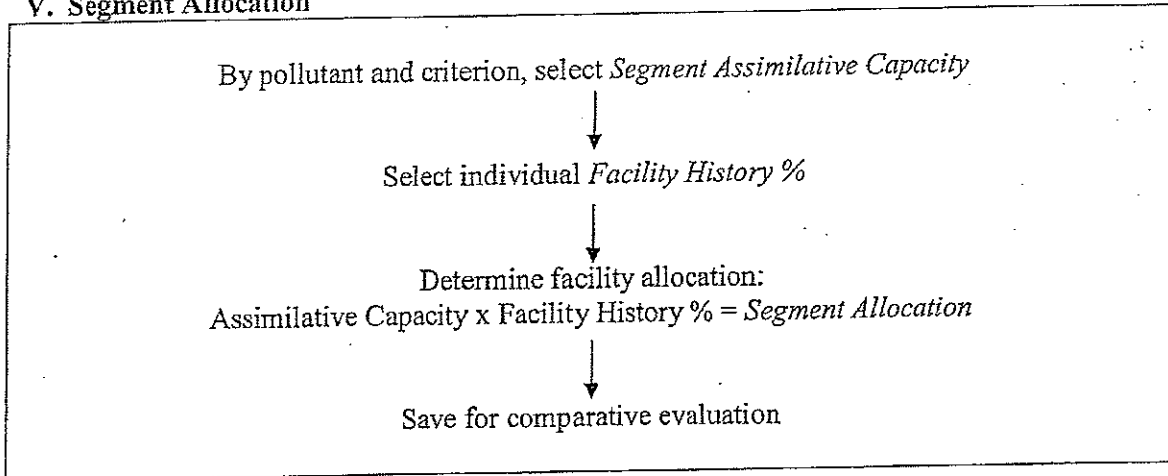 V. Segment Allocation
By pollutant and criterion, select Segment Assimilative Capacity
Select individual Facility History %
Determine facility allocation:
Assimilative Capacity x Facility History % = Segment Allocation
Save for comparative evaluation